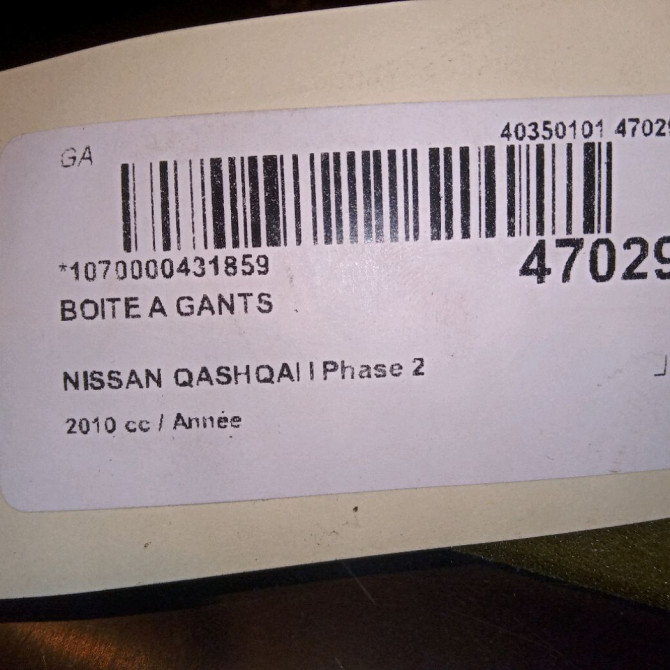 40350101 47029
GA
*1070000431859
47029
BOITE A GANTS
NISSAN QASHQAI I Phase 2
2010 cc / Année